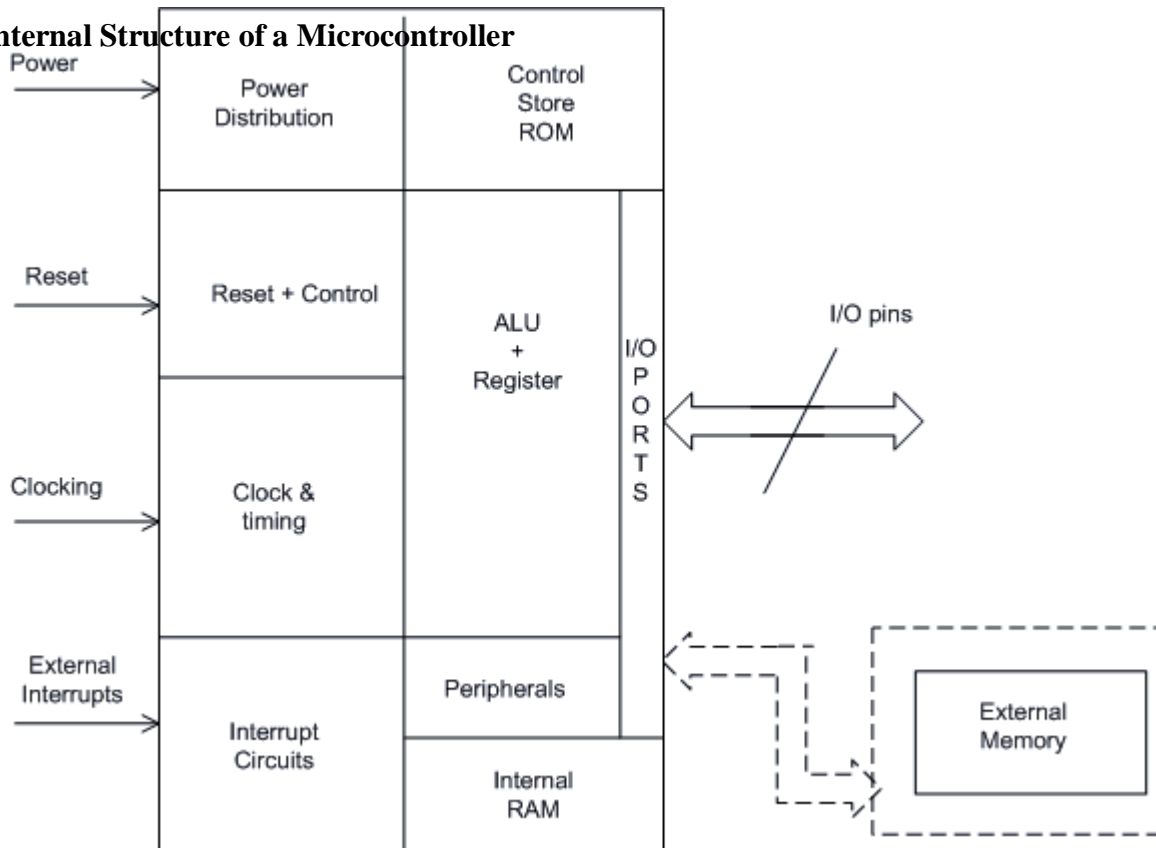 nternal Structure of a Microcontroller
Power
Power
Distribution
Control
Store
ROM
Reset
Reset + Control
ALU
+
Register
I/O
P
O
R
T
S
I/O pins
Clocking
Clock &
timing
External
Interrupts
Interrupt
Circuits
Peripherals
Internal
RAM
External
Memory